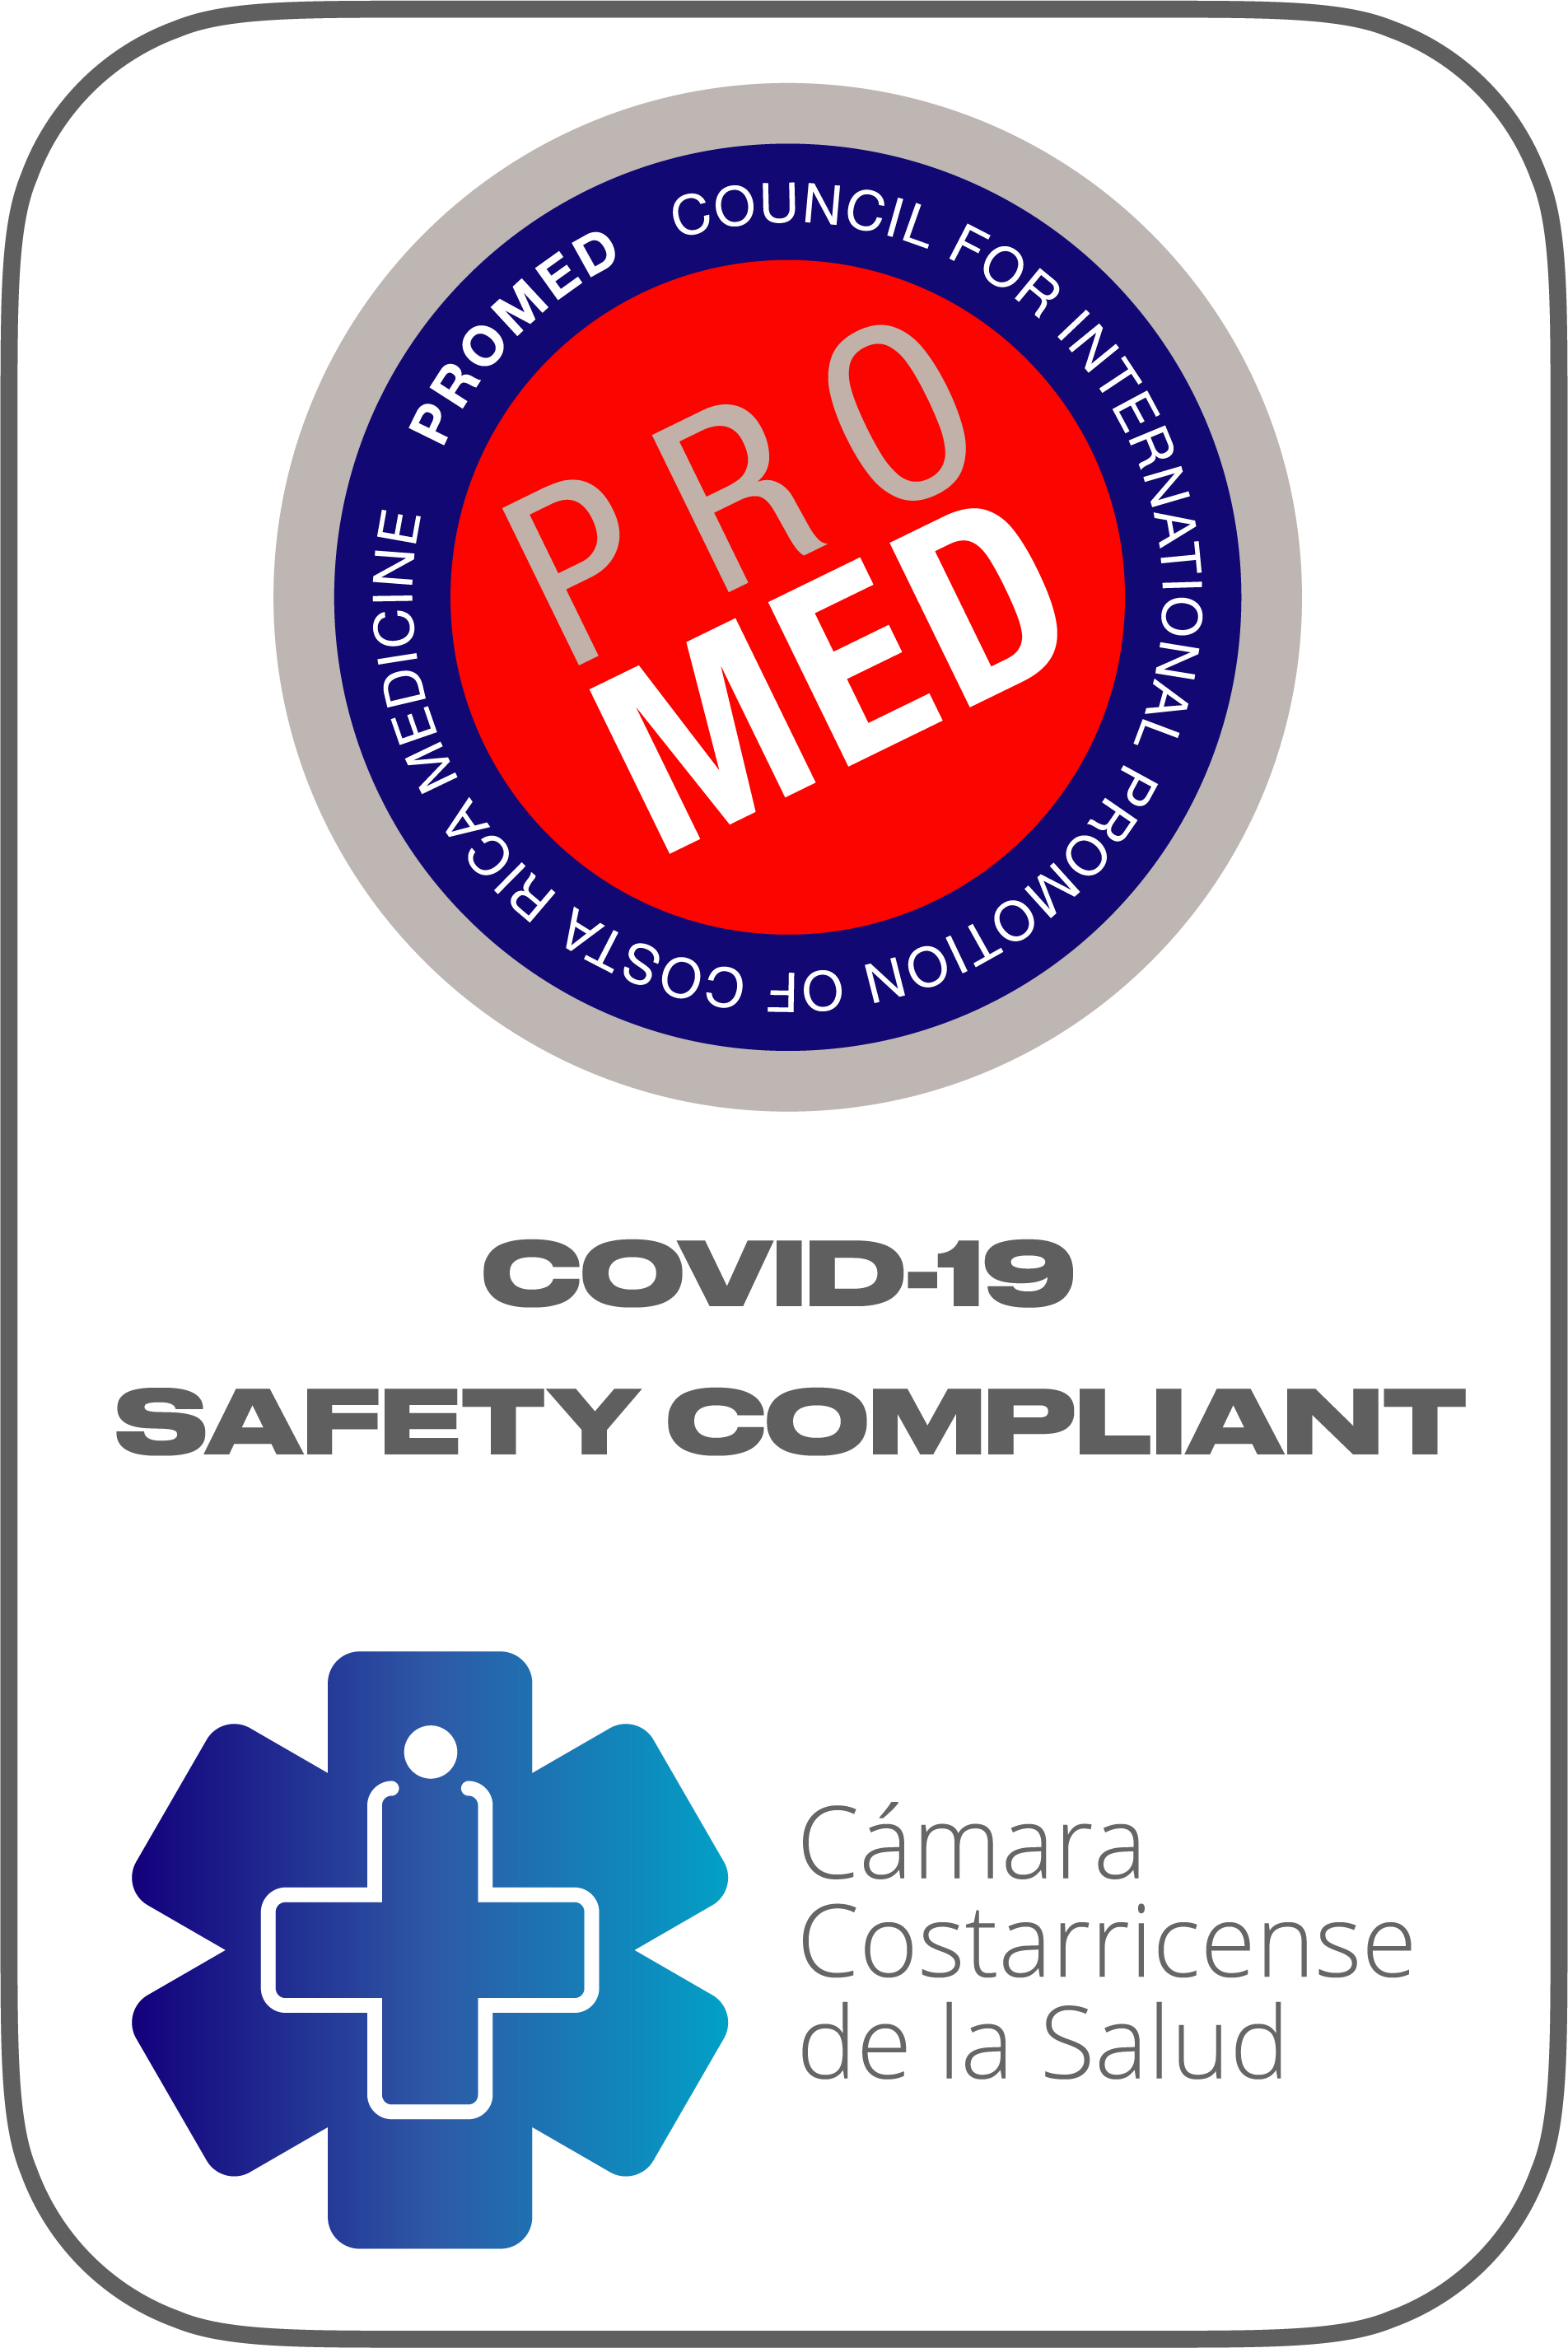 PROMED COUNCIL FOR INTERNATIONAL PROMOTION OF COSTA RICA MEDICINE
PRO
MED
COVID-19
SAFETY COMPLIANT
Cámara
Costarricense
de la Salud